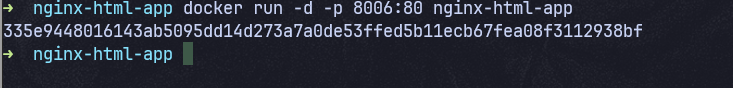 ➜ nginx-html-app docker run -d -p 8006:80 nginx-html-app
335e9448016143ab5095dd14d273a7a0de53ffed5b11ecb67fea08f3112938bf
➜ nginx-html-app